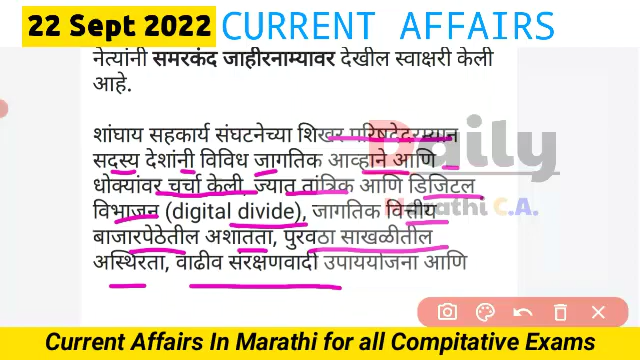 22 Sept 2022 CURRENT AFFAIRS
नेत्यांनी समरकंद जाहीरनाम्यावर देखील स्वाक्षरी केली
आहे.
शांघाय सहकार्य संघटनेच्या शिखर परिषदेदरम्यान
सदस्य देशांनी विविध जागतिक आव्हाने आणि
धोक्यांवर चर्चा केली, ज्यात तांत्रिक आणि डिजिटल
विभाजन (digital divide), जागतिक वित्तीय
बाजारपेठेतील अशांतता, पुरवठा साखळीतील
अस्थिरता, वाढीव संरक्षणवादी उपाययोजना आणि
Daily
Marathi C.A.
Current Affairs In Marathi for all Compitative Exams